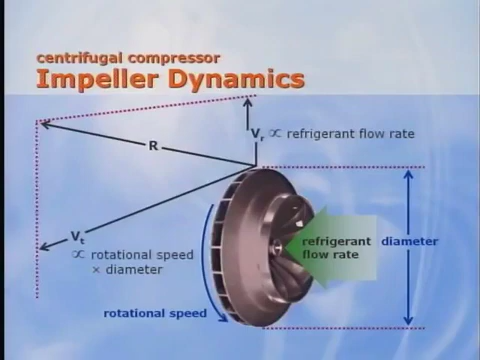 centrifugal compressor
Impeller Dynamics
Vr ∝ refrigerant flow rate
R
Vt
∝ rotational speed
× diameter
refrigerant
flow rate
diameter
rotational speed